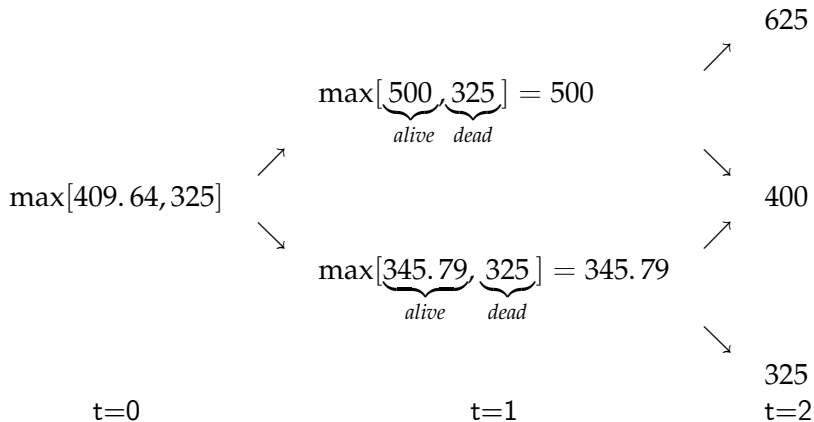 625
max[500, 325] = 500
alive dead
max[409.64, 325]
400
max[345.79, 325] = 345.79
alive dead
325
t=0 t=1 t=2